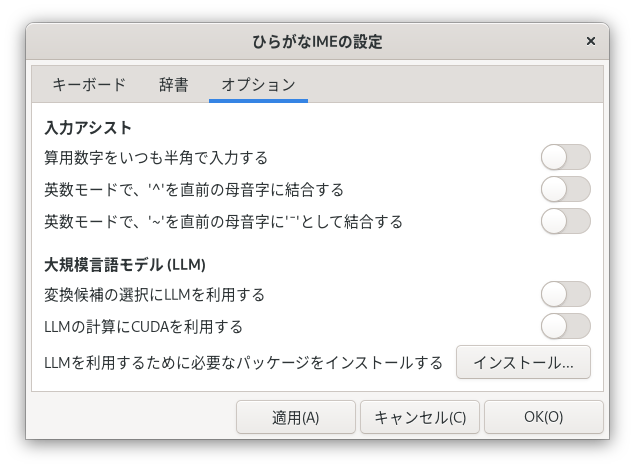 ひらがなIMEの設定
×
キーボード 辞書 オプション
入力アシスト
算用数字をいつも半角で入力する
英数モードで、'^'を直前の母音字に結合する
英数モードで、'~'を直前の母音字に'¯'として結合する
大規模言語モデル (LLM)
変換候補の選択にLLMを利用する
LLMの計算にCUDAを利用する
LLMを利用するために必要なパッケージをインストールする インストール...
適用(A) キャンセル(C) OK(O)